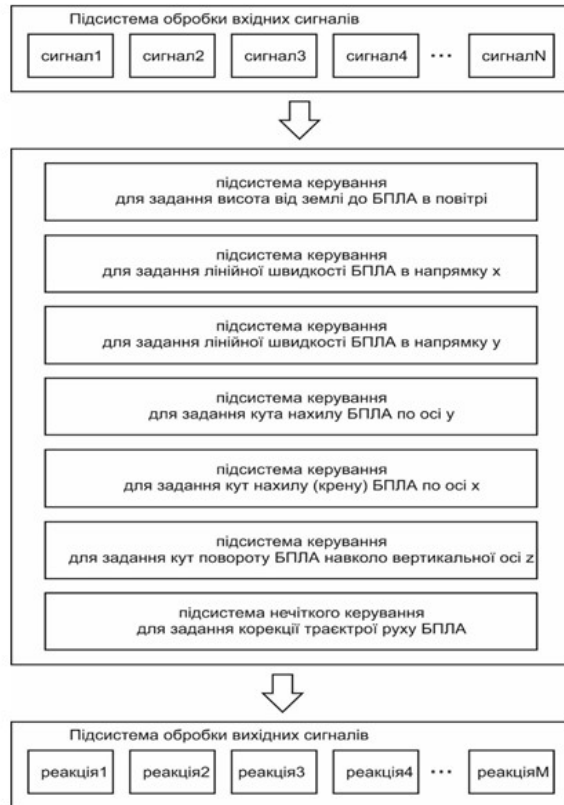 Підсистема обробки вхідних сигналів
сигнал1 сигнал2 сигнал3 сигнал4 ··· сигналN
підсистема керування
для задання висота від землі до БПЛА в повітрі
підсистема керування
для задання лінійної швидкості БПЛА в напрямку x
підсистема керування
для задання лінійної швидкості БПЛА в напрямку y
підсистема керування
для задання кута нахилу БПЛА по осі y
підсистема керування
для задання кут нахилу (крену) БПЛА по осі x
підсистема керування
для задання кут повороту БПЛА навколо вертикальної осі z
підсистема нечіткого керування
для задання корекції траєктрої руху БПЛА
Підсистема обробки вихідних сигналів
реакція1 реакція2 реакція3 реакція4 ··· реакціяM